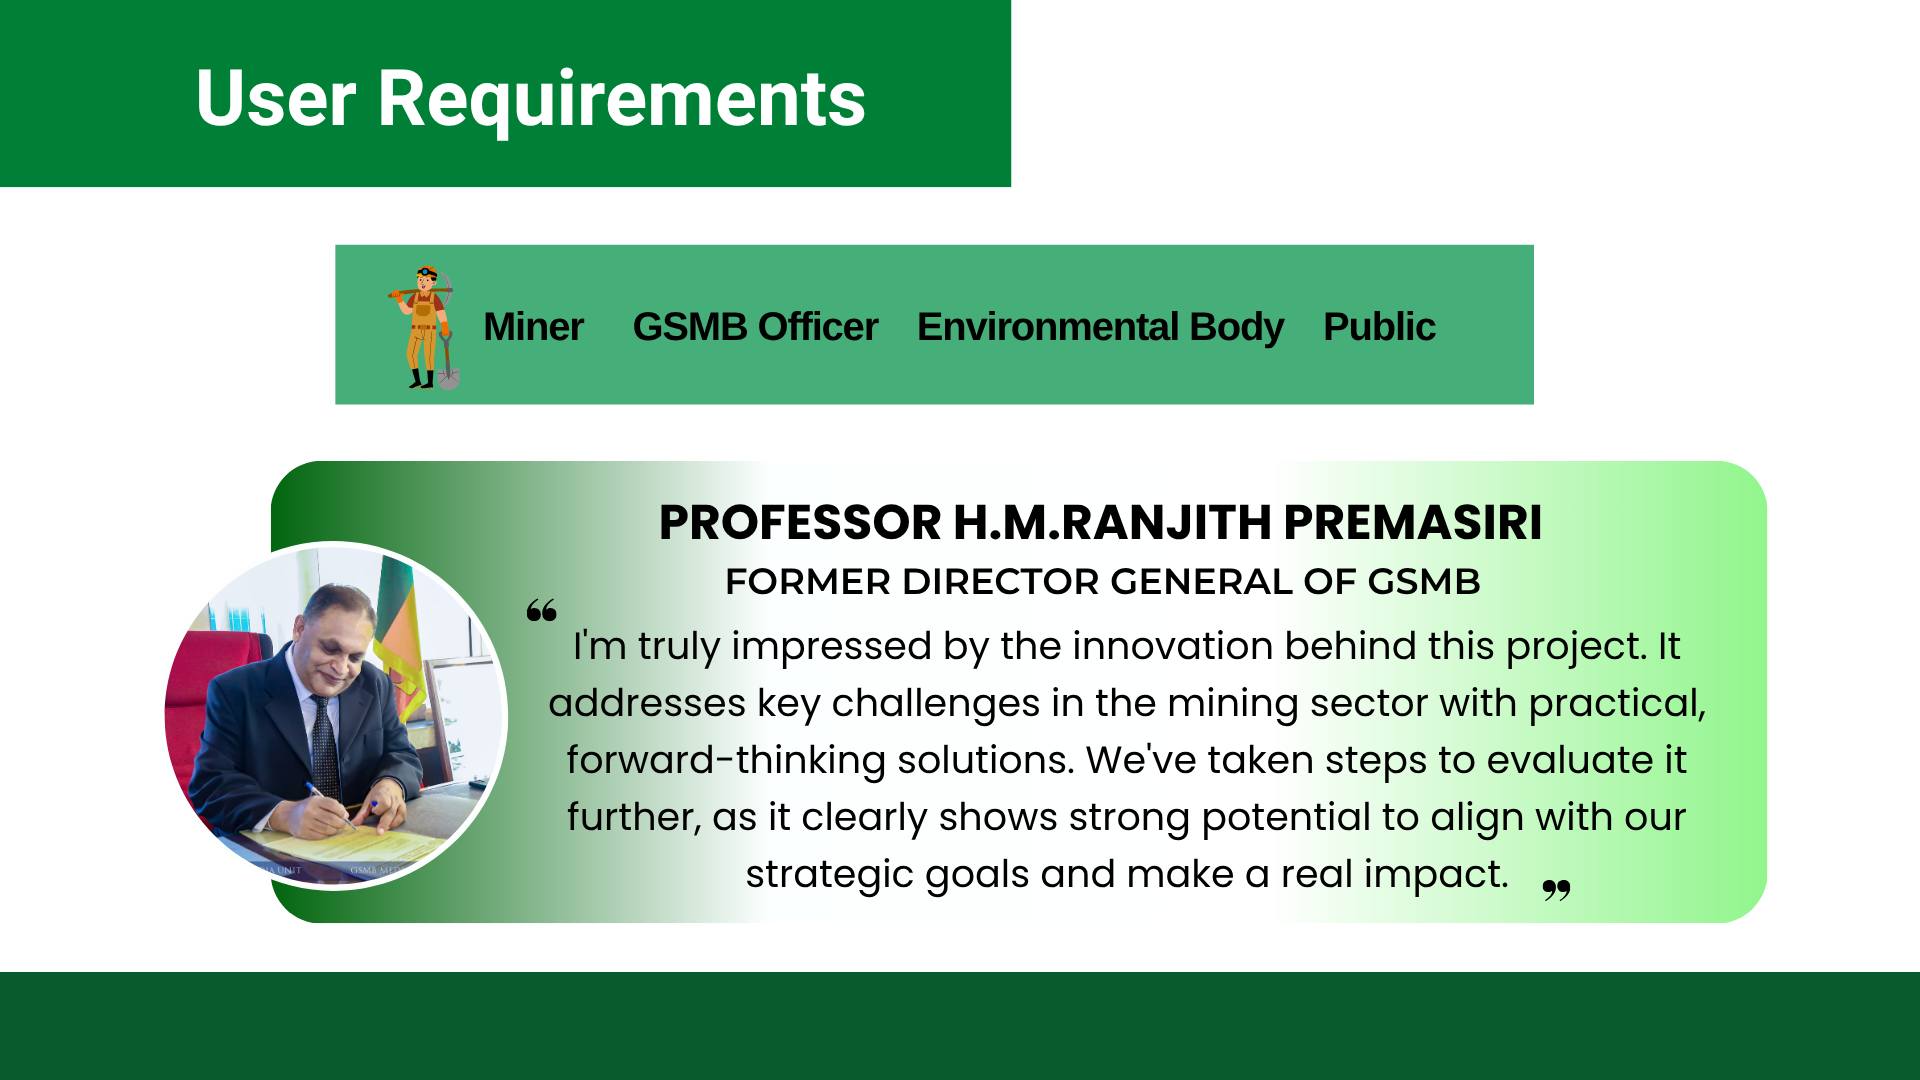 User Requirements
Miner GSMB Officer Environmental Body Public
PROFESSOR H.M.RANJITH PREMASIRI
FORMER DIRECTOR GENERAL OF GSMB
“
I'm truly impressed by the innovation behind this project. It
addresses key challenges in the mining sector with practical,
forward-thinking solutions. We've taken steps to evaluate it
further, as it clearly shows strong potential to align with our
strategic goals and make a real impact. ”
UNIT GSMB